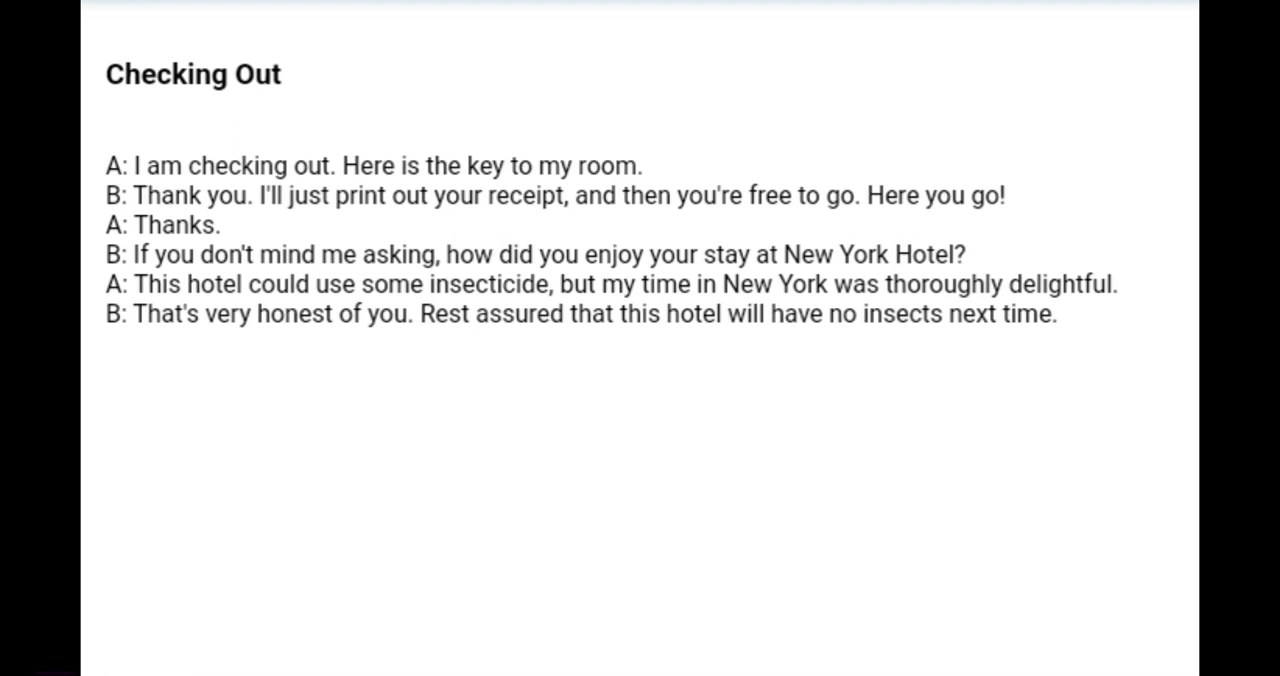 Checking Out
A: I am checking out. Here is the key to my room.
B: Thank you. I'll just print out your receipt, and then you're free to go. Here you go!
A: Thanks.
B: If you don't mind me asking, how did you enjoy your stay at New York Hotel?
A: This hotel could use some insecticide, but my time in New York was thoroughly delightful.
B: That's very honest of you. Rest assured that this hotel will have no insects next time.